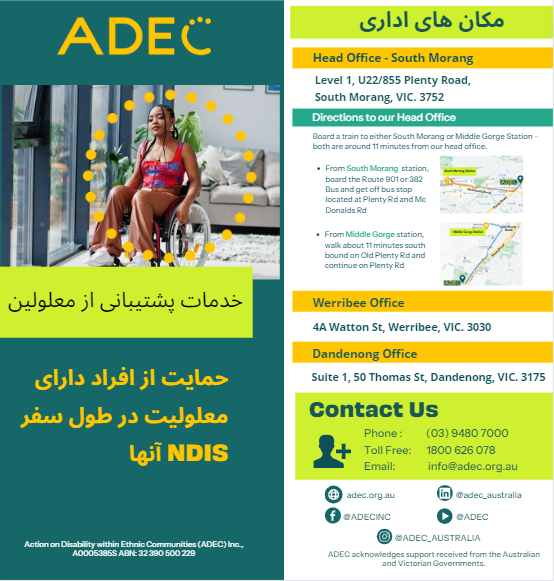 ADEC
خدمات پشتیبانی از معلولین
حمایت از افراد دارای
معلولیت در طول سفر
NDIS آنها
Action on Disability within Ethnic Communities (ADEC) Inc.,
A0005385S ABN: 32 390 500 229
مکان های اداری
Head Office - South Morang
Level 1, U22/855 Plenty Road,
South Morang, VIC. 3752
Directions to our Head Office
Board a train to either South Morang or Middle Gorge Station -
both are around 11 minutes from our head office.
• From South Morang station,
board the Route 901 or 382
Bus and get off bus stop
located at Plenty Rd and Mc
Donalds Rd
South Morang Station
ADEC
• From Middle Gorge station,
walk about 11 minutes south
bound on Old Plenty Rd and
continue on Plenty Rd
Middle Gorge Station
ADEC
Werribee Office
4A Watton St, Werribee, VIC. 3030
Dandenong Office
Suite 1, 50 Thomas St, Dandenong, VIC. 3175
Contact Us
Phone : (03) 9480 7000
Toll Free: 1800 626 078
Email: info@adec.org.au
adec.org.au @adec_australia
@ADECINC @ADEC
@ADEC_AUSTRALIA
ADEC acknowledges support received from the Australian
and Victorian Governments.